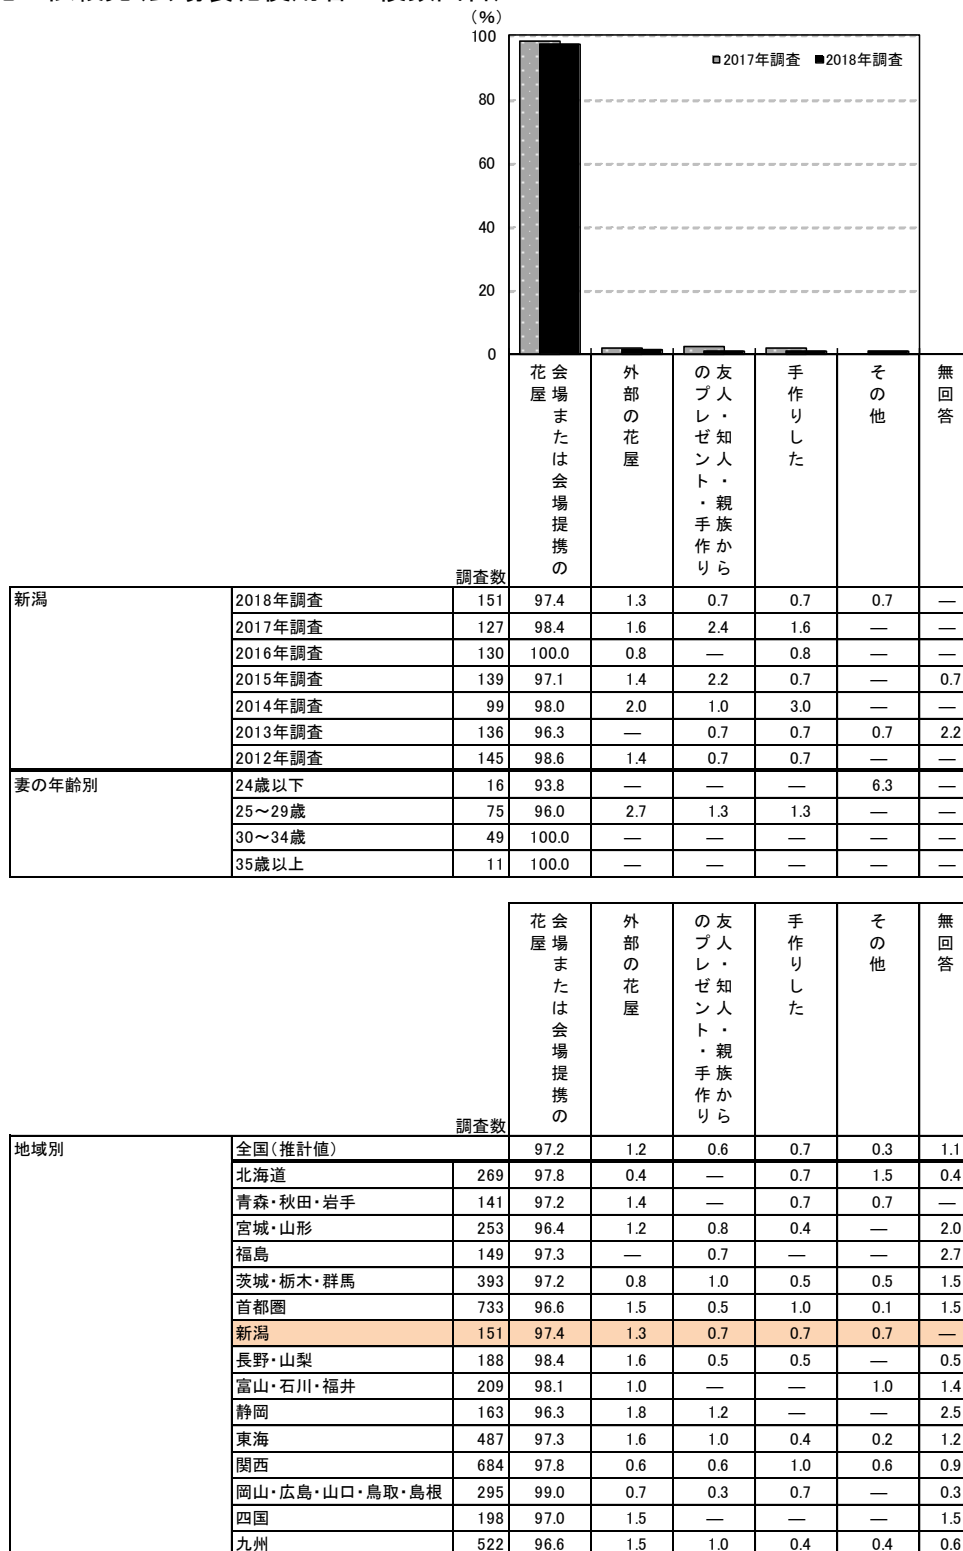 （%）
100
80
60
40
20
0
2017年調査 2018年調査
会場または会場提携の花屋
外部の花屋
友人・知人・親族からのプレゼント・手作り
手作りした
その他
無回答
調査数
新潟 2018年調査 151 97.4 1.3 0.7 0.7 0.7 ―
2017年調査 127 98.4 1.6 2.4 1.6 ― ―
2016年調査 130 100.0 0.8 ― 0.8 ― ―
2015年調査 139 97.1 1.4 2.2 0.7 ― 0.7
2014年調査 99 98.0 2.0 1.0 3.0 ― ―
2013年調査 136 96.3 ― 0.7 0.7 0.7 2.2
2012年調査 145 98.6 1.4 0.7 0.7 ― ―
妻の年齢別 24歳以下 16 93.8 ― ― ― 6.3 ―
25～29歳 75 96.0 2.7 1.3 1.3 ― ―
30～34歳 49 100.0 ― ― ― ― ―
35歳以上 11 100.0 ― ― ― ― ―
会場または会場提携の花屋
外部の花屋
友人・知人・親族からのプレゼント・手作り
手作りした
その他
無回答
調査数
地域別 全国（推計値） 97.2 1.2 0.6 0.7 0.3 1.1
北海道 269 97.8 0.4 ― 0.7 1.5 0.4
青森・秋田・岩手 141 97.2 1.4 ― 0.7 0.7 ―
宮城・山形 253 96.4 1.2 0.8 0.4 ― 2.0
福島 149 97.3 ― 0.7 ― ― 2.7
茨城・栃木・群馬 393 97.2 0.8 1.0 0.5 0.5 1.5
首都圏 733 96.6 1.5 0.5 1.0 0.1 1.5
新潟 151 97.4 1.3 0.7 0.7 0.7 ―
長野・山梨 188 98.4 1.6 0.5 0.5 ― 0.5
富山・石川・福井 209 98.1 1.0 ― ― 1.0 1.4
静岡 163 96.3 1.8 1.2 ― ― 2.5
東海 487 97.3 1.6 1.0 0.4 0.2 1.2
関西 684 97.8 0.6 0.6 1.0 0.6 0.9
岡山・広島・山口・鳥取・島根 295 99.0 0.7 0.3 0.7 ― 0.3
四国 198 97.0 1.5 ― ― ― 1.5
九州 522 96.6 1.5 1.0 0.4 0.4 0.6